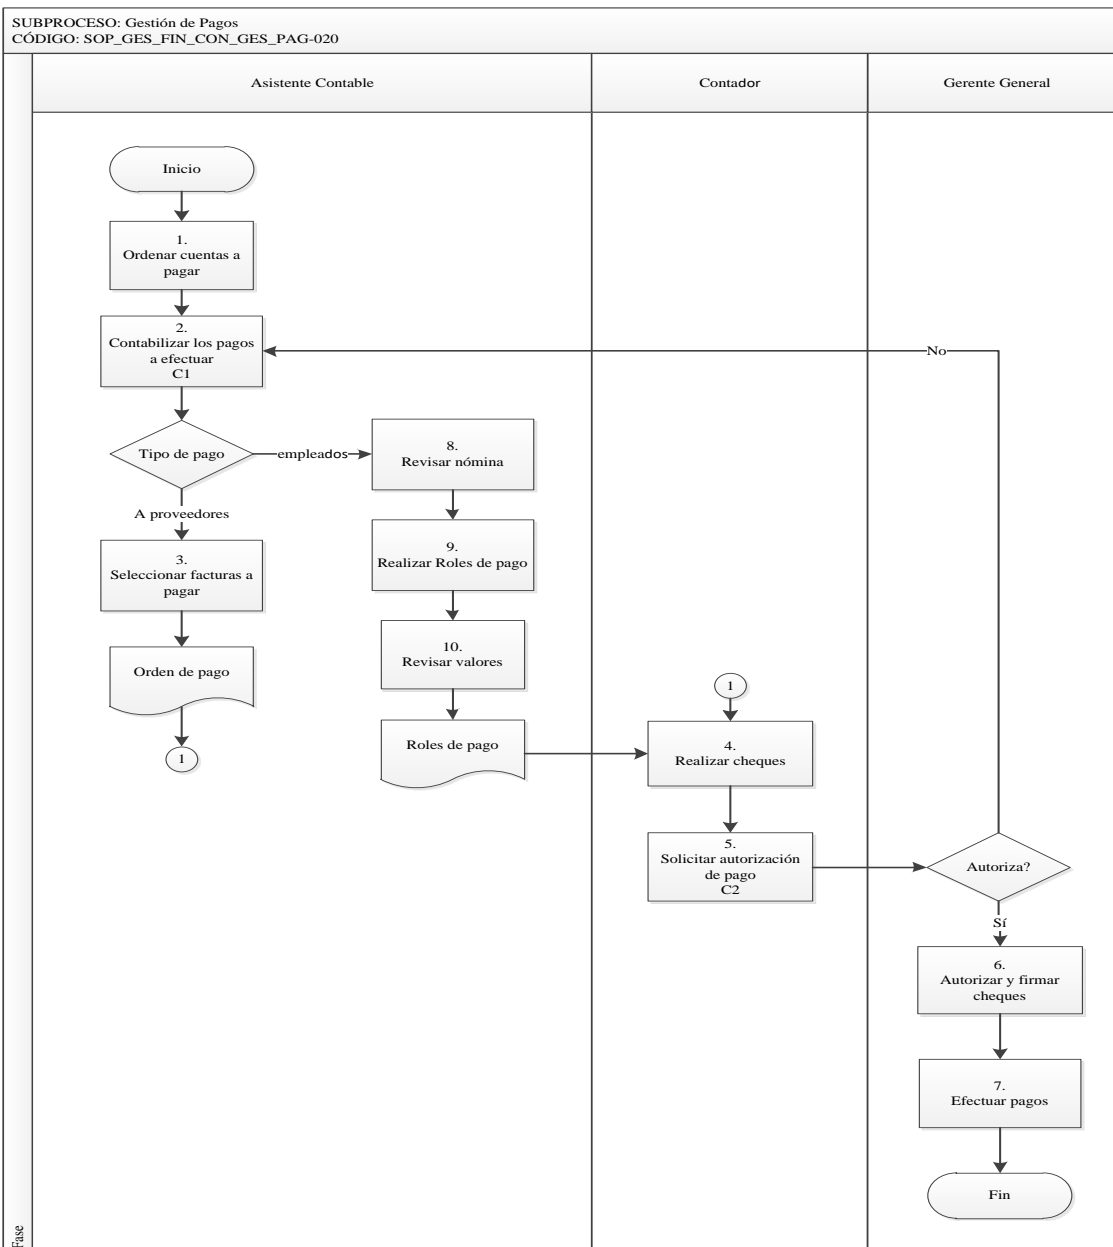 SUBPROCESO: Gestión de Pagos
CÓDIGO: SOP_GES_FIN_CON_GES_PAG-020
Asistente Contable
Contador
Gerente General
Inicio
1.
Ordenar cuentas a
pagar
2.
Contabilizar los pagos
a efectuar
C1
No
Tipo de pago
empleados
8.
Revisar nómina
A proveedores
3.
Seleccionar facturas a
pagar
9.
Realizar Roles de pago
Orden de pago
10.
Revisar valores
1
Roles de pago
1
4.
Realizar cheques
5.
Solicitar autorización
de pago
C2
Autoriza?
Sí
6.
Autorizar y firmar
cheques
7.
Efectuar pagos
Fin
Fase